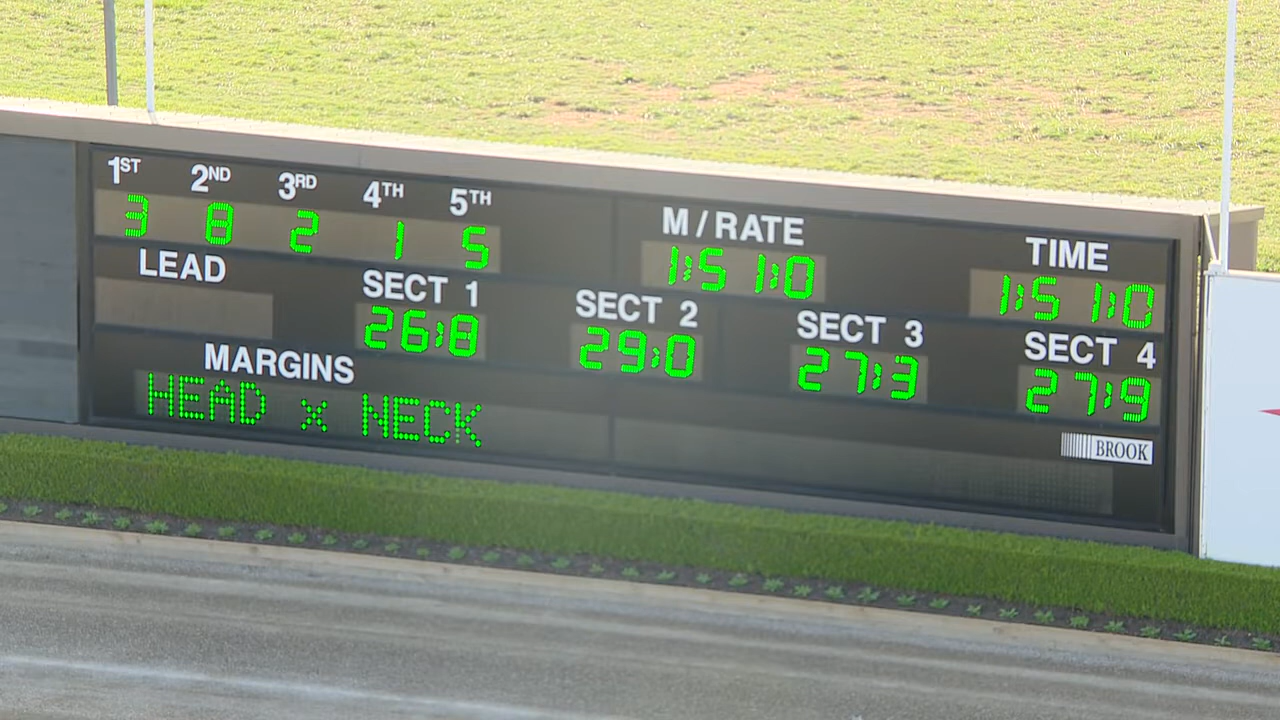 1ST 2ND 3RD 4TH 5TH M/RATE TIME
3 8 2 1 5 1:51:0 1:51:0
LEAD SECT 1 SECT 2 SECT 3 SECT 4
26:8 29:0 27:3 27:9
MARGINS
HEAD x NECK
BROOK